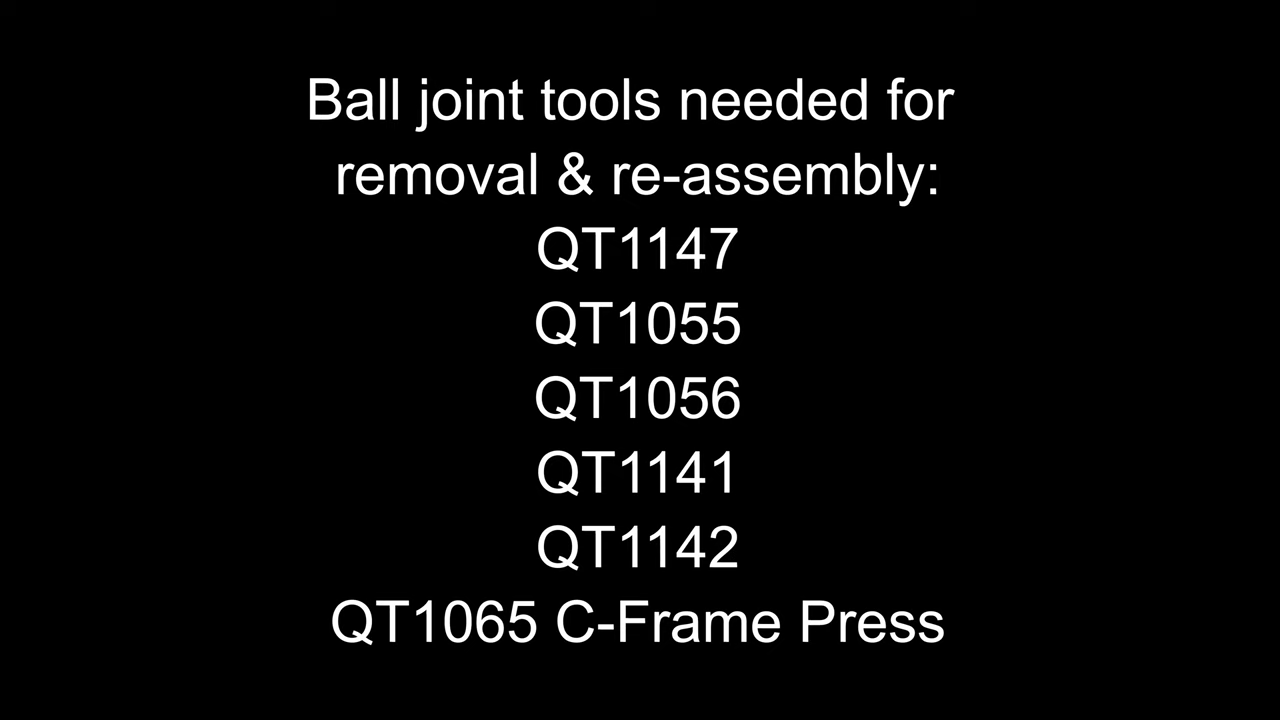 Ball joint tools needed for
removal & re-assembly:
QT1147
QT1055
QT1056
QT1141
QT1142
QT1065 C-Frame Press